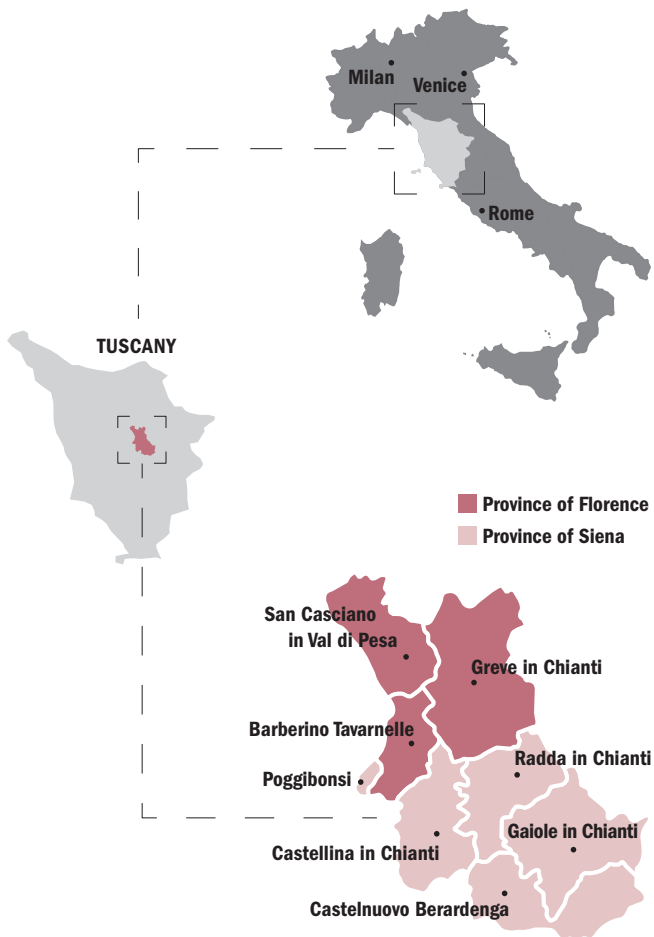 Milan
Venice
Rome
TUSCANY
Province of Florence
Province of Siena
San Casciano
in Val di Pesa
Greve in Chianti
Barberino Tavarnelle
Radda in Chianti
Poggibonsi
Gaiole in Chianti
Castellina in Chianti
Castelnuovo Berardenga